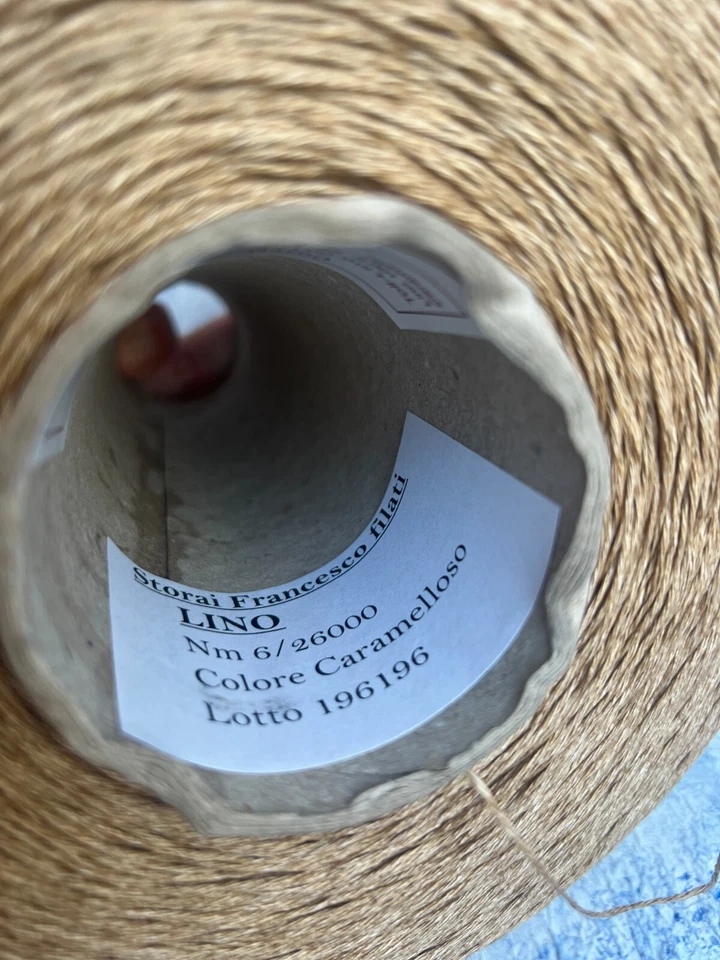 Storai Francesco filati
LINO
Nm 6/26000
Colore Caramelloso
Lotto 196196